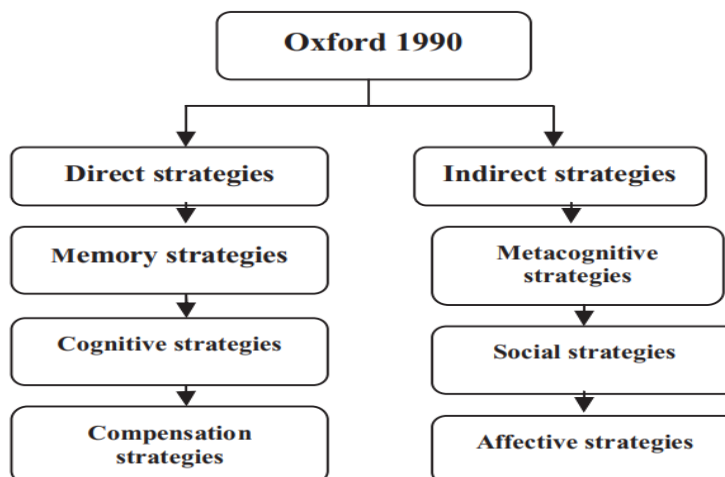 Oxford 1990
Direct strategies
Indirect strategies
Memory strategies
Metacognitive
strategies
Cognitive strategies
Social strategies
Compensation
strategies
Affective strategies